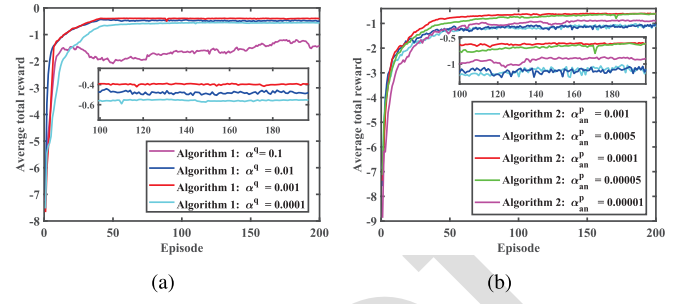 0
-1
-2
-3
-4
-5
-6
-7
-8
Average total reward
-0.4
-0.6
100 120 140 160 180
Algorithm 1: α^q = 0.1
Algorithm 1: α^q = 0.01
Algorithm 1: α^q = 0.001
Algorithm 1: α^q = 0.0001
0 50 100 150 200
Episode
(a)
-1
-2
-3
-4
-5
-6
-7
-8
-9
Average total reward
-0.5
-1
100 120 140 160 180
Algorithm 2: α^p_an = 0.001
Algorithm 2: α^p_an = 0.0005
Algorithm 2: α^p_an = 0.0001
Algorithm 2: α^p_an = 0.00005
Algorithm 2: α^p_an = 0.00001
0 50 100 150 200
Episode
(b)